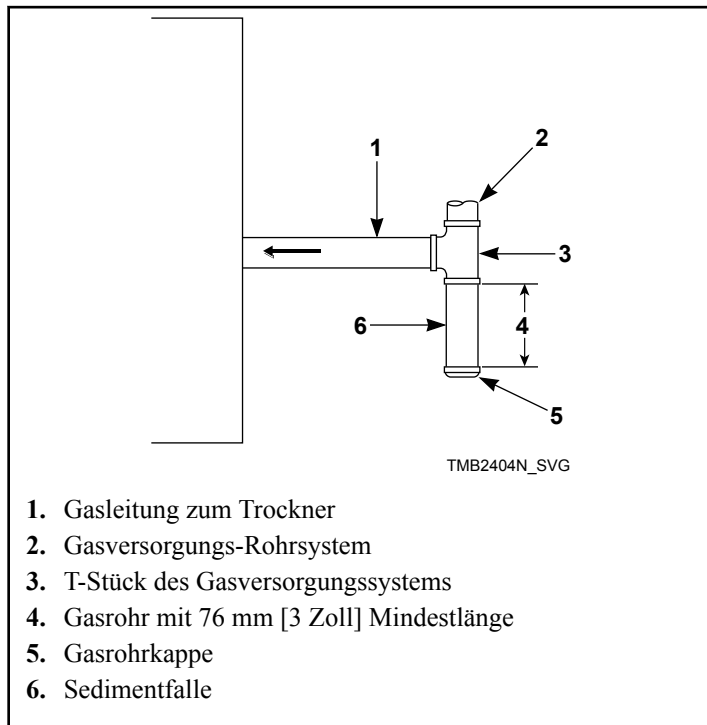 1
2
3
4
6
5
TMB2404N_SVG
1. Gasleitung zum Trockner
2. Gasversorgungs-Rohrsystem
3. T-Stück des Gasversorgungssystems
4. Gasrohr mit 76 mm [3 Zoll] Mindestlänge
5. Gasrohrkappe
6. Sedimentfalle